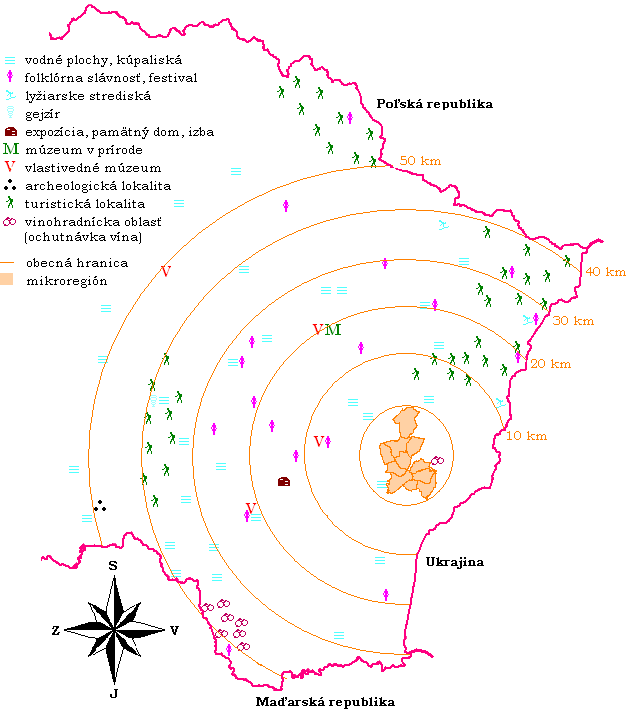 vodné plochy, kúpaliská
folklórna slávnosť, festival
lyžiarske strediská
gejzír
expozícia, pamätný dom, izba
M múzeum v prírode
V vlastivedné múzeum
archeologická lokalita
turistická lokalita
vinohradnícka oblasť
(ochutnávka vína)
obecná hranica
mikroregión
Poľská republika
50 km
40 km
30 km
20 km
10 km
V
V M
V
V
Ukrajina
Maďarská republika
S
Z V
J